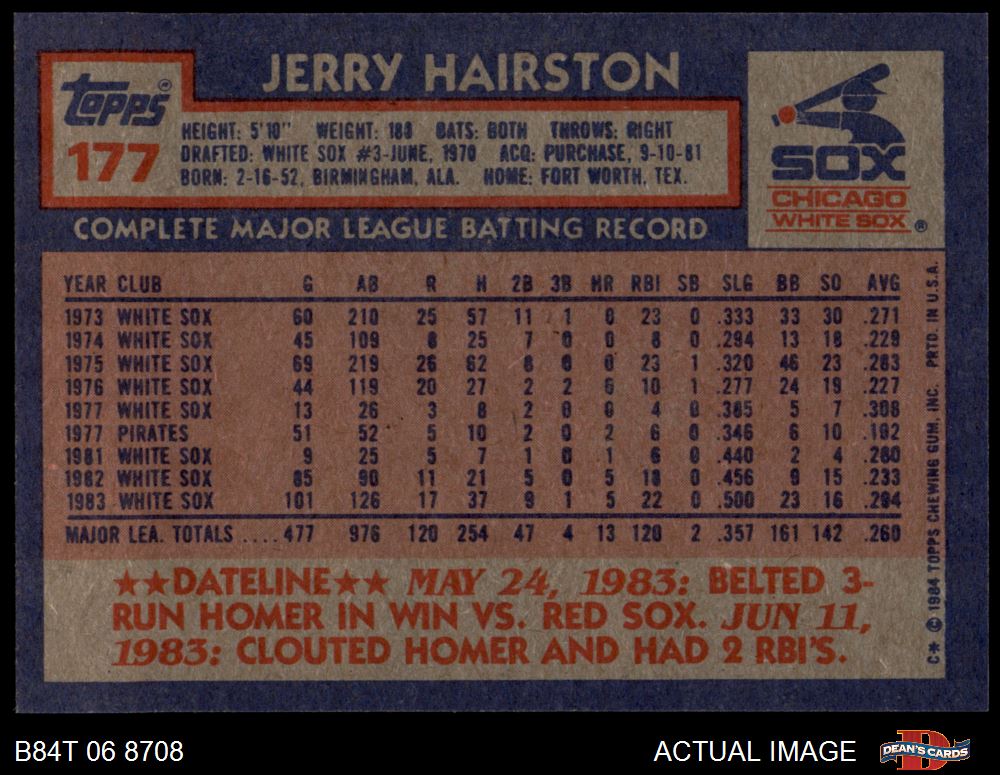 JERRY HAIRSTON
Topps®
177
HEIGHT: 5'10" WEIGHT: 188 BATS: BOTH THROWS: RIGHT
DRAFTED: WHITE SOX #3-JUNE, 1970 ACQ: PURCHASE, 9-10-81
BORN: 2-16-52, BIRMINGHAM, ALA. HOME: FORT WORTH, TEX.
SOX
CHICAGO
WHITE SOX ®
COMPLETE MAJOR LEAGUE BATTING RECORD
YEAR CLUB G AB R H 2B 3B HR RBI SB SLG BB SO AVG
1973 WHITE SOX 60 210 25 57 11 1 0 23 0 .333 33 30 .271
1974 WHITE SOX 45 109 8 25 7 0 0 8 0 .294 13 18 .229
1975 WHITE SOX 69 219 26 62 8 0 0 23 1 .320 46 23 .283
1976 WHITE SOX 44 119 20 27 2 2 0 10 1 .277 24 19 .227
1977 WHITE SOX 13 26 3 8 2 0 0 4 0 .385 5 7 .308
1977 PIRATES 51 52 5 10 2 0 2 6 0 .346 6 10 .192
1981 WHITE SOX 9 25 5 7 1 0 1 6 0 .440 2 4 .280
1982 WHITE SOX 85 90 11 21 5 0 5 18 0 .456 9 15 .233
1983 WHITE SOX 101 126 17 37 9 1 5 22 0 .500 23 16 .294
MAJOR LEA. TOTALS ....477 976 120 254 47 4 13 120 2 .357 161 142 .260
★★DATELINE★★ MAY 24, 1983: BELTED 3-
RUN HOMER IN WIN VS. RED SOX. JUN 11,
1983: CLOUTED HOMER AND HAD 2 RBI'S.
C* © 1984 TOPPS CHEWING GUM, INC. PRTD. IN U.S.A.
B84T 06 8708
ACTUAL IMAGE
DEAN'S CARDS